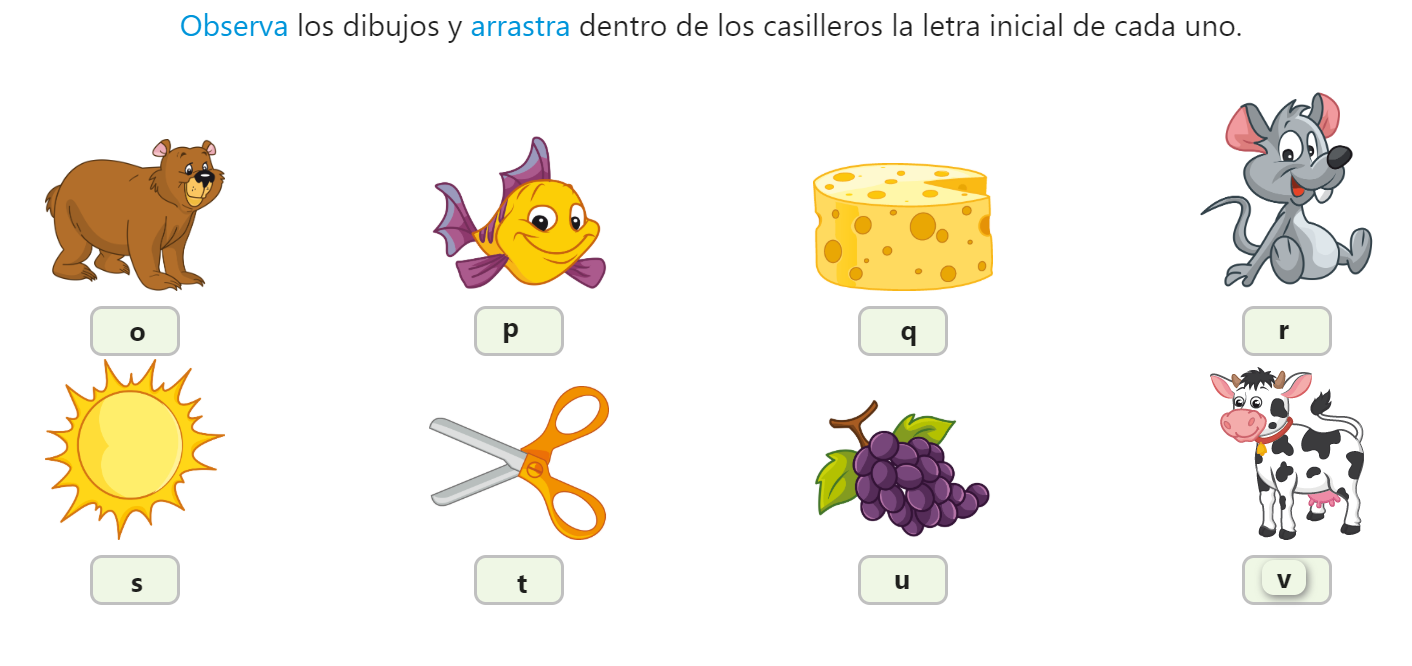 Observa los dibujos y arrastra dentro de los casilleros la letra inicial de cada uno.
o p q r
s t u v